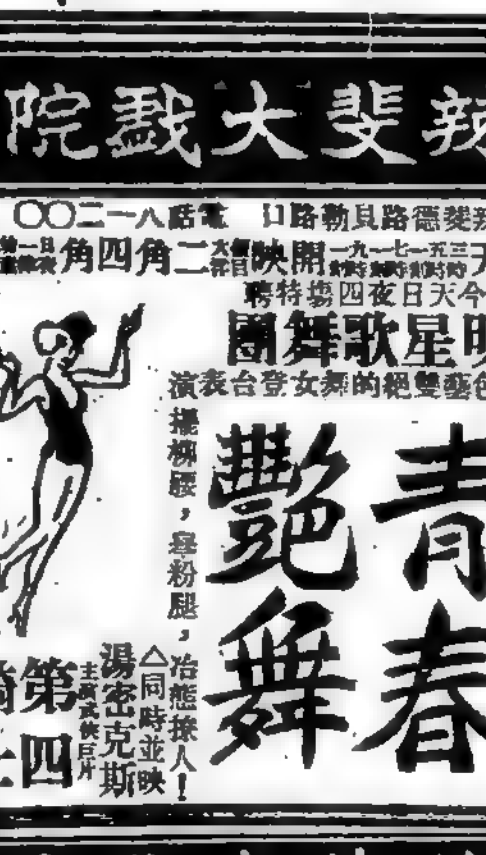 辣斐大戲院
辣斐德路貝勒路口 電話八一二〇〇
開映 二角四角
今天日夜四場特聘
明星歌舞團
色藝雙絕的舞女登台表演
青春
艷舞
擺柳腰,露粉腿,冶態撩人!
△同時並映
湯密克斯
主演武俠巨片
第四